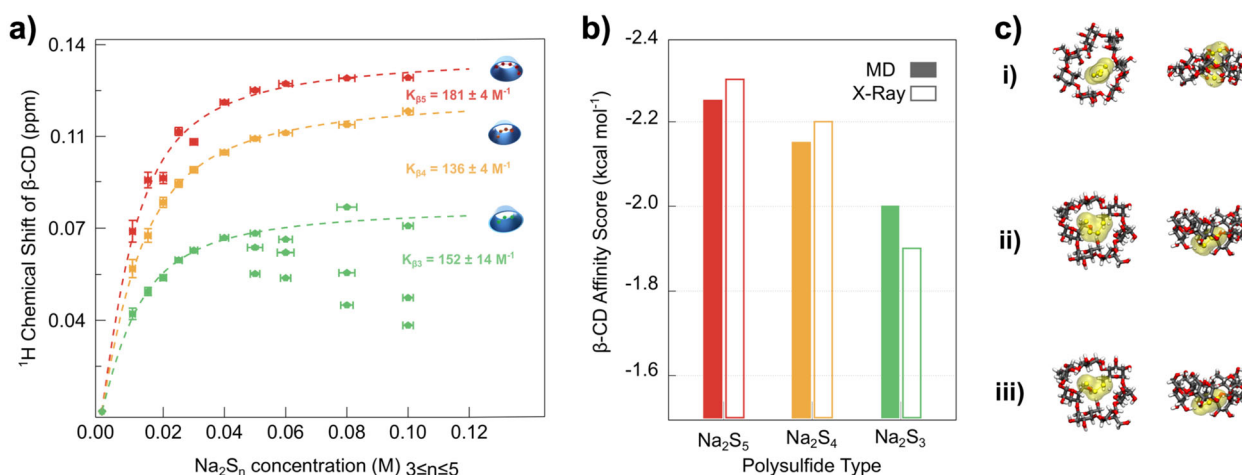 a)
¹H Chemical Shift of β-CD (ppm)
0.14
0.11
0.07
0.04
Kβ5 = 181 ± 4 M⁻¹
Kβ4 = 136 ± 4 M⁻¹
Kβ3 = 152 ± 14 M⁻¹
0.00 0.02 0.04 0.06 0.08 0.10 0.12
Na₂Sₙ concentration (M) 3≤n≤5
b)
β-CD Affinity Score (kcal mol⁻¹)
-2.4
-2.2
-2.0
-1.8
-1.6
MD
X-Ray
Na₂S₅ Na₂S₄ Na₂S₃
Polysulfide Type
c)
i)
ii)
iii)